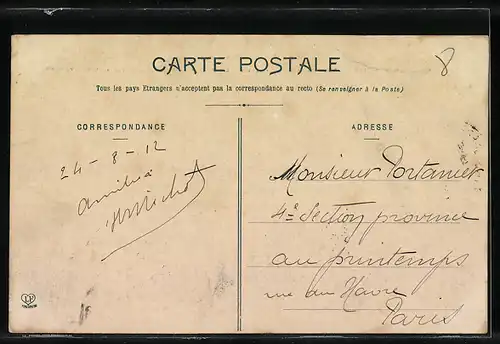 CARTE POSTALE
8
Tous les pays Etrangers n'acceptent pas la correspondance au recto (Se renseigner à la Poste)
CORRESPONDANCE
ADRESSE
24 - 8 - 12
Monsieur Portanier
4e Section province
au printemps
rue du Havre
Paris